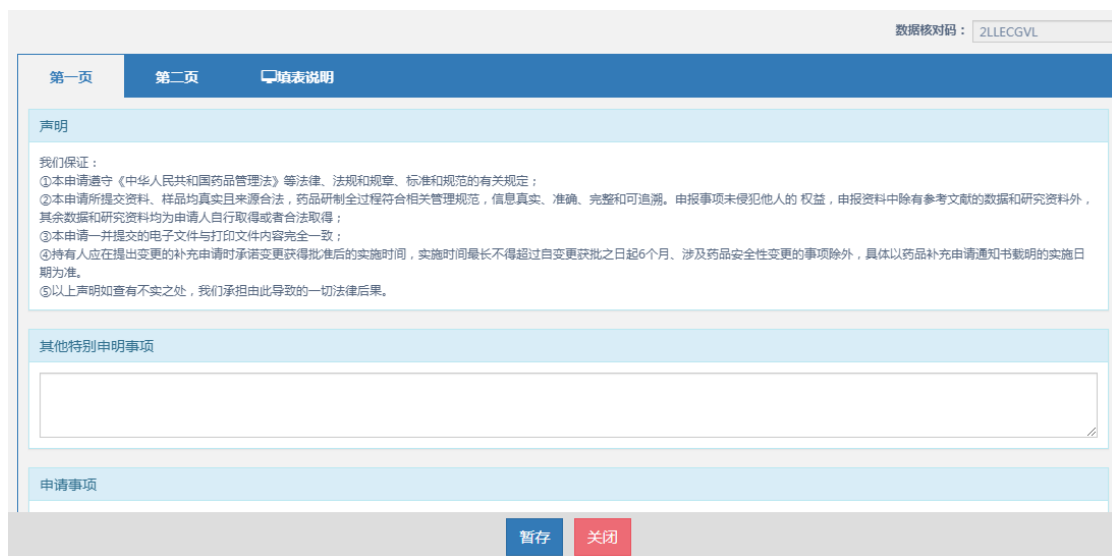 数据核对码： 2LLECGVL
第一页 第二页 填表说明
声明
我们保证：
①本申请遵守《中华人民共和国药品管理法》等法律、法规和规章、标准和规范的有关规定；
②本申请所提交资料、样品均真实且来源合法，药品研制全过程符合相关管理规范，信息真实、准确、完整和可追溯。申报事项未侵犯他人的 权益，申报资料中除有参考文献的数据和研究资料外，
其余数据和研究资料均为申请人自行取得或者合法取得；
③本申请一并提交的电子文件与打印文件内容完全一致；
④持有人应在提出变更的补充申请时承诺变更获得批准后的实施时间，实施时间最长不得超过自变更获批之日起6个月、涉及药品安全性变更的事项除外，具体以药品补充申请通知书载明的实施日
期为准。
⑤以上声明如查有不实之处，我们承担由此导致的一切法律后果。
其他特别申明事项
申请事项
暂存 关闭